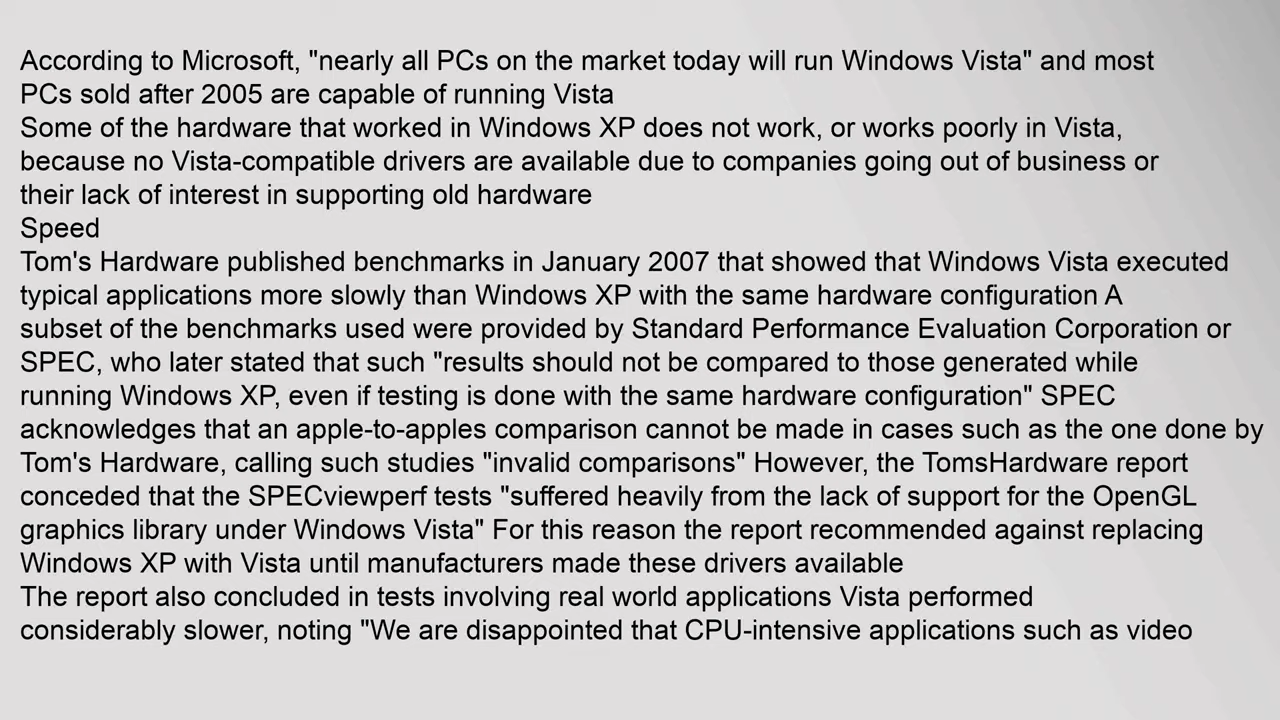 According to Microsoft, "nearly all PCs on the market today will run Windows Vista" and most
PCs sold after 2005 are capable of running Vista
Some of the hardware that worked in Windows XP does not work, or works poorly in Vista,
because no Vista-compatible drivers are available due to companies going out of business or
their lack of interest in supporting old hardware
Speed
Tom's Hardware published benchmarks in January 2007 that showed that Windows Vista executed
typical applications more slowly than Windows XP with the same hardware configuration A
subset of the benchmarks used were provided by Standard Performance Evaluation Corporation or
SPEC, who later stated that such "results should not be compared to those generated while
running Windows XP, even if testing is done with the same hardware configuration" SPEC
acknowledges that an apple-to-apples comparison cannot be made in cases such as the one done by
Tom's Hardware, calling such studies "invalid comparisons" However, the TomsHardware report
conceded that the SPECviewperf tests "suffered heavily from the lack of support for the OpenGL
graphics library under Windows Vista" For this reason the report recommended against replacing
Windows XP with Vista until manufacturers made these drivers available
The report also concluded in tests involving real world applications Vista performed
considerably slower, noting "We are disappointed that CPU-intensive applications such as video